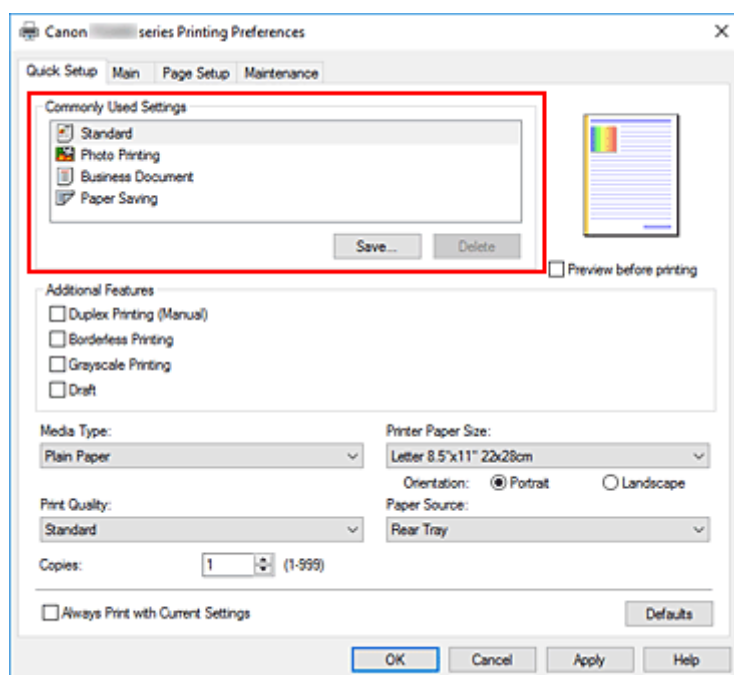 Canon series Printing Preferences
Quick Setup Main Page Setup Maintenance
Commonly Used Settings
Standard
Photo Printing
Business Document
Paper Saving
Save... Delete
Preview before printing
Additional Features
Duplex Printing (Manual)
Borderless Printing
Grayscale Printing
Draft
Media Type: Printer Paper Size:
Plain Paper Letter 8.5"x11" 22x28cm
Orientation: Portrait Landscape
Print Quality: Paper Source:
Standard Rear Tray
Copies: 1 (1-999)
Always Print with Current Settings Defaults
OK Cancel Apply Help